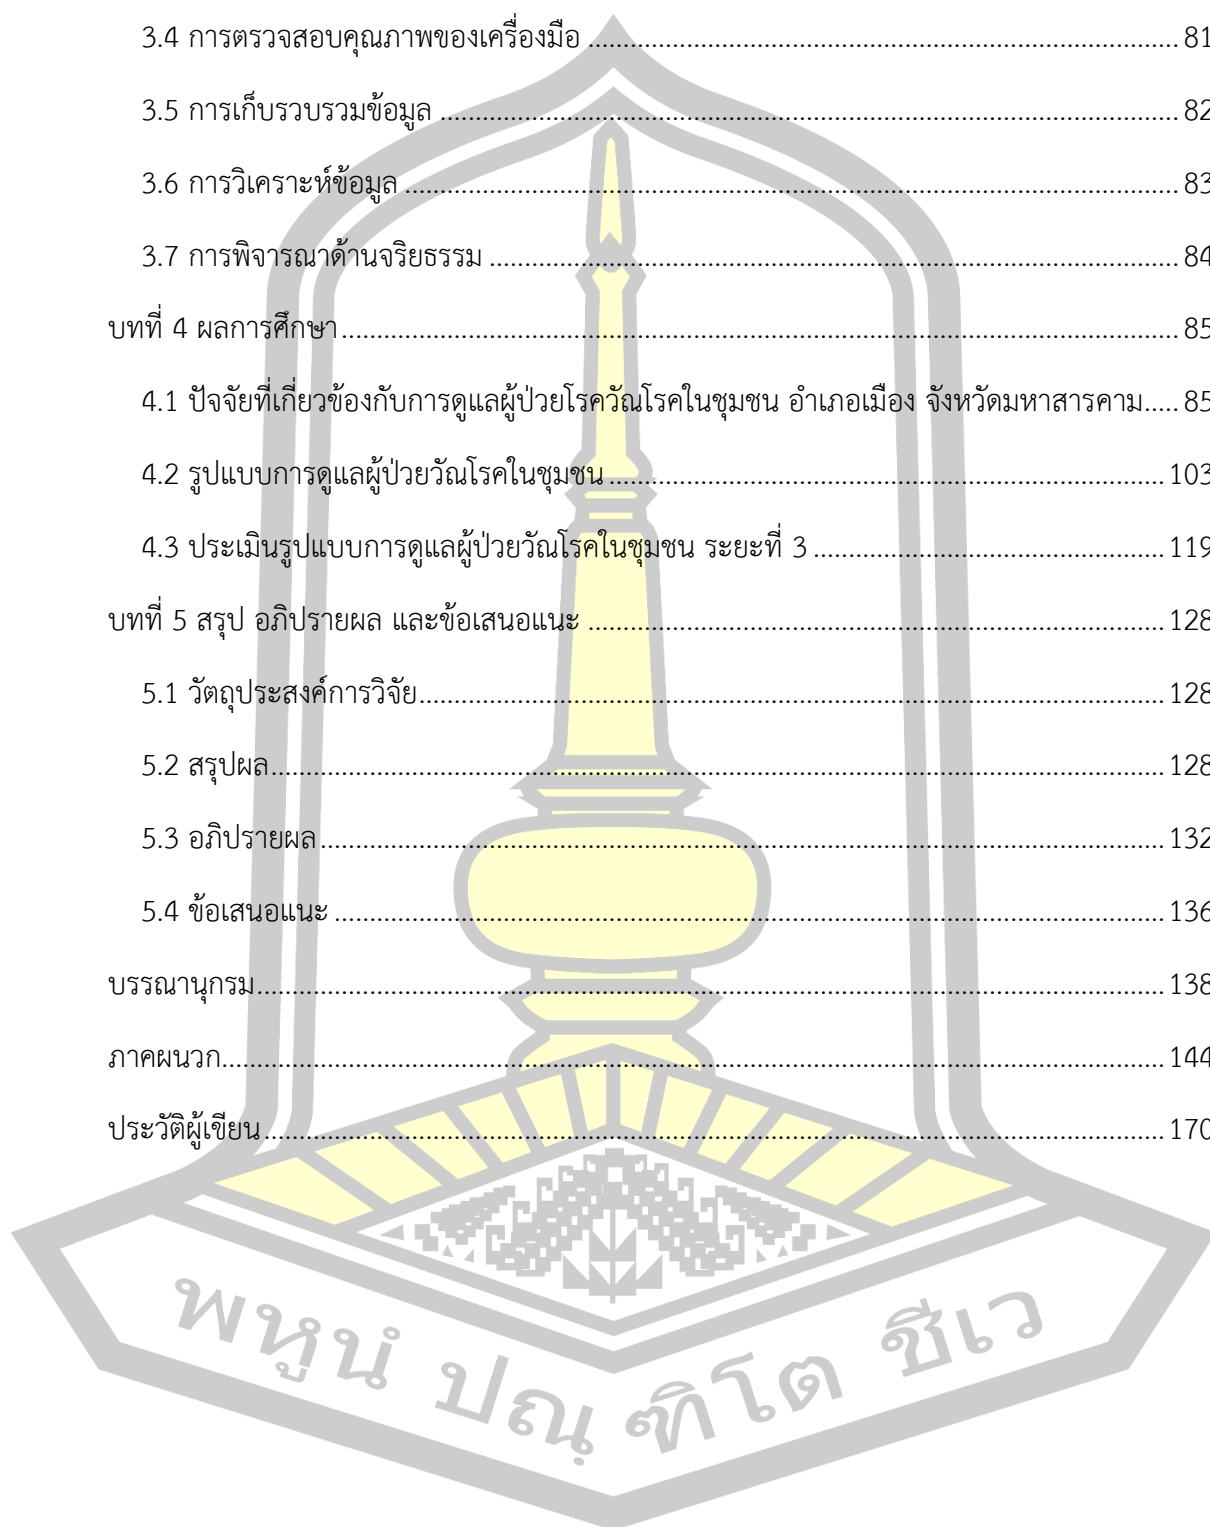 3.4 การตรวจสอบคุณภาพของเครื่องมือ ........................................................................... 81
3.5 การเก็บรวบรวมข้อมูล ............................................................................................. 82
3.6 การวิเคราะห์ข้อมูล ................................................................................................. 83
3.7 การพิจารณาด้านจริยธรรม ...................................................................................... 84
บทที่ 4 ผลการศึกษา ......................................................................................................... 85
4.1 ปัจจัยที่เกี่ยวข้องกับการดูแลผู้ป่วยโรควัณโรคในชุมชน อำเภอเมือง จังหวัดมหาสารคาม..... 85
4.2 รูปแบบการดูแลผู้ป่วยวัณโรคในชุมชน ...................................................................... 103
4.3 ประเมินรูปแบบการดูแลผู้ป่วยวัณโรคในชุมชน ระยะที่ 3 ............................................ 119
บทที่ 5 สรุป อภิปรายผล และข้อเสนอแนะ ........................................................................ 128
5.1 วัตถุประสงค์การวิจัย.............................................................................................. 128
5.2 สรุปผล................................................................................................................. 128
5.3 อภิปรายผล .......................................................................................................... 132
5.4 ข้อเสนอแนะ ......................................................................................................... 136
บรรณานุกรม................................................................................................................... 138
ภาคผนวก....................................................................................................................... 144
ประวัติผู้เขียน .................................................................................................................. 170
พหูนํ ปณฺฑิโต ชีเว